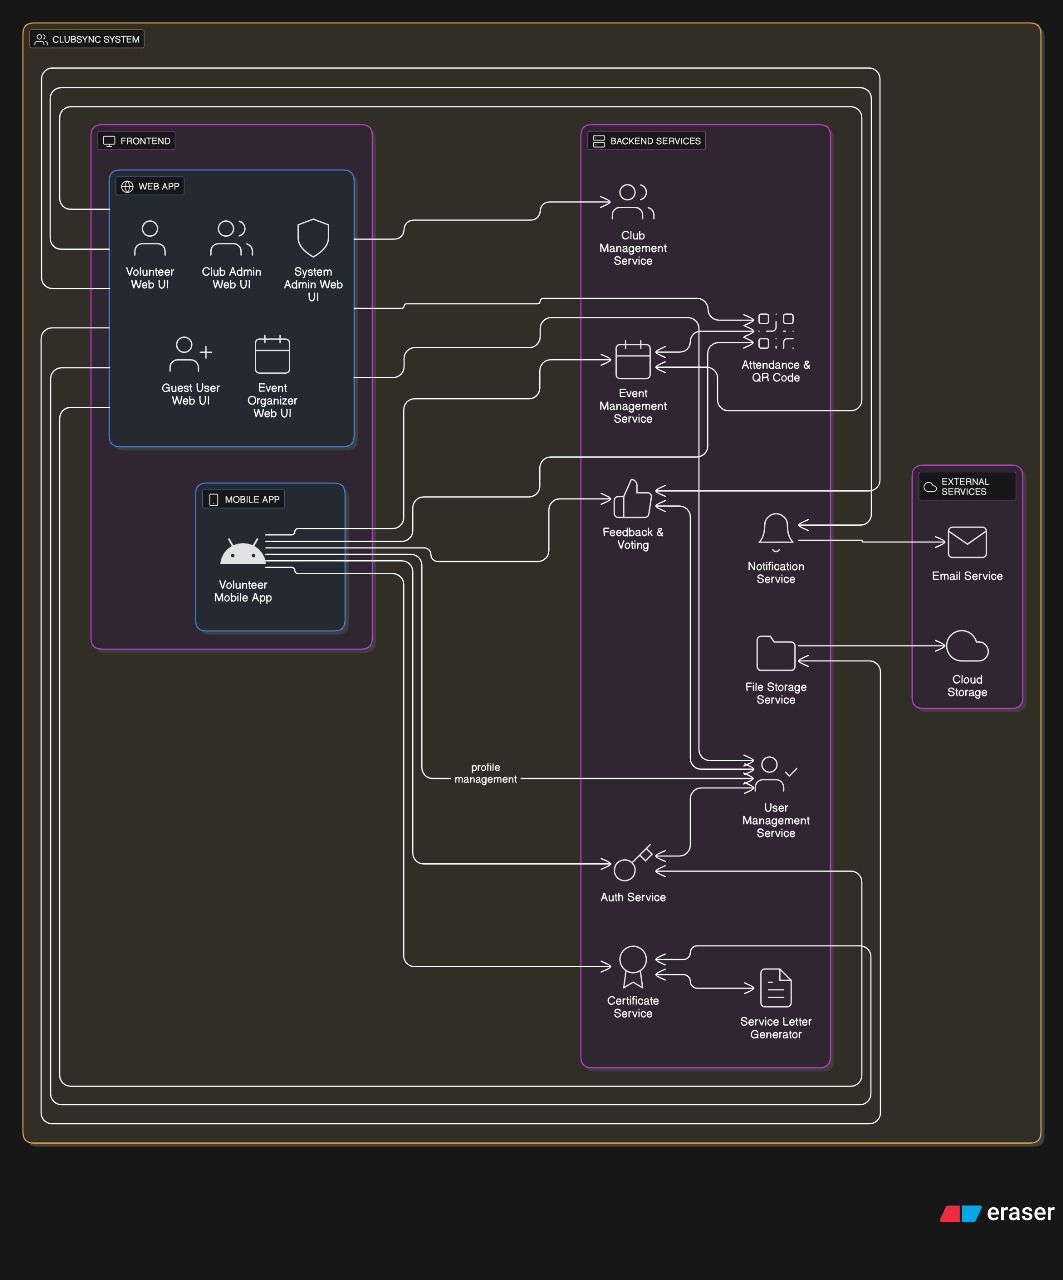 CLUBSYNC SYSTEM
FRONTEND
WEB APP
Volunteer
Web UI
Club Admin
Web UI
System
Admin Web
UI
Guest User
Web UI
Event
Organizer
Web UI
MOBILE APP
Volunteer
Mobile App
BACKEND SERVICES
Club
Management
Service
Attendance &
QR Code
Event
Management
Service
Feedback &
Voting
Notification
Service
File Storage
Service
profile
management
User
Management
Service
Auth Service
Certificate
Service
Service Letter
Generator
EXTERNAL
SERVICES
Email Service
Cloud
Storage
eraser